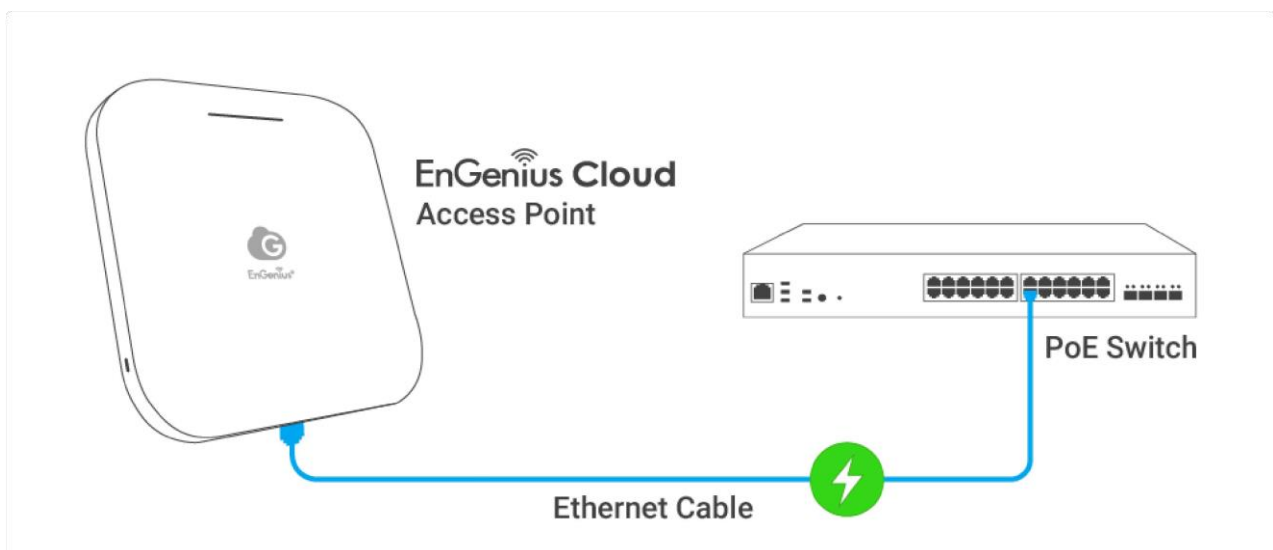 EnGenius Cloud
Access Point
G
EnGenius®
PoE Switch
Ethernet Cable